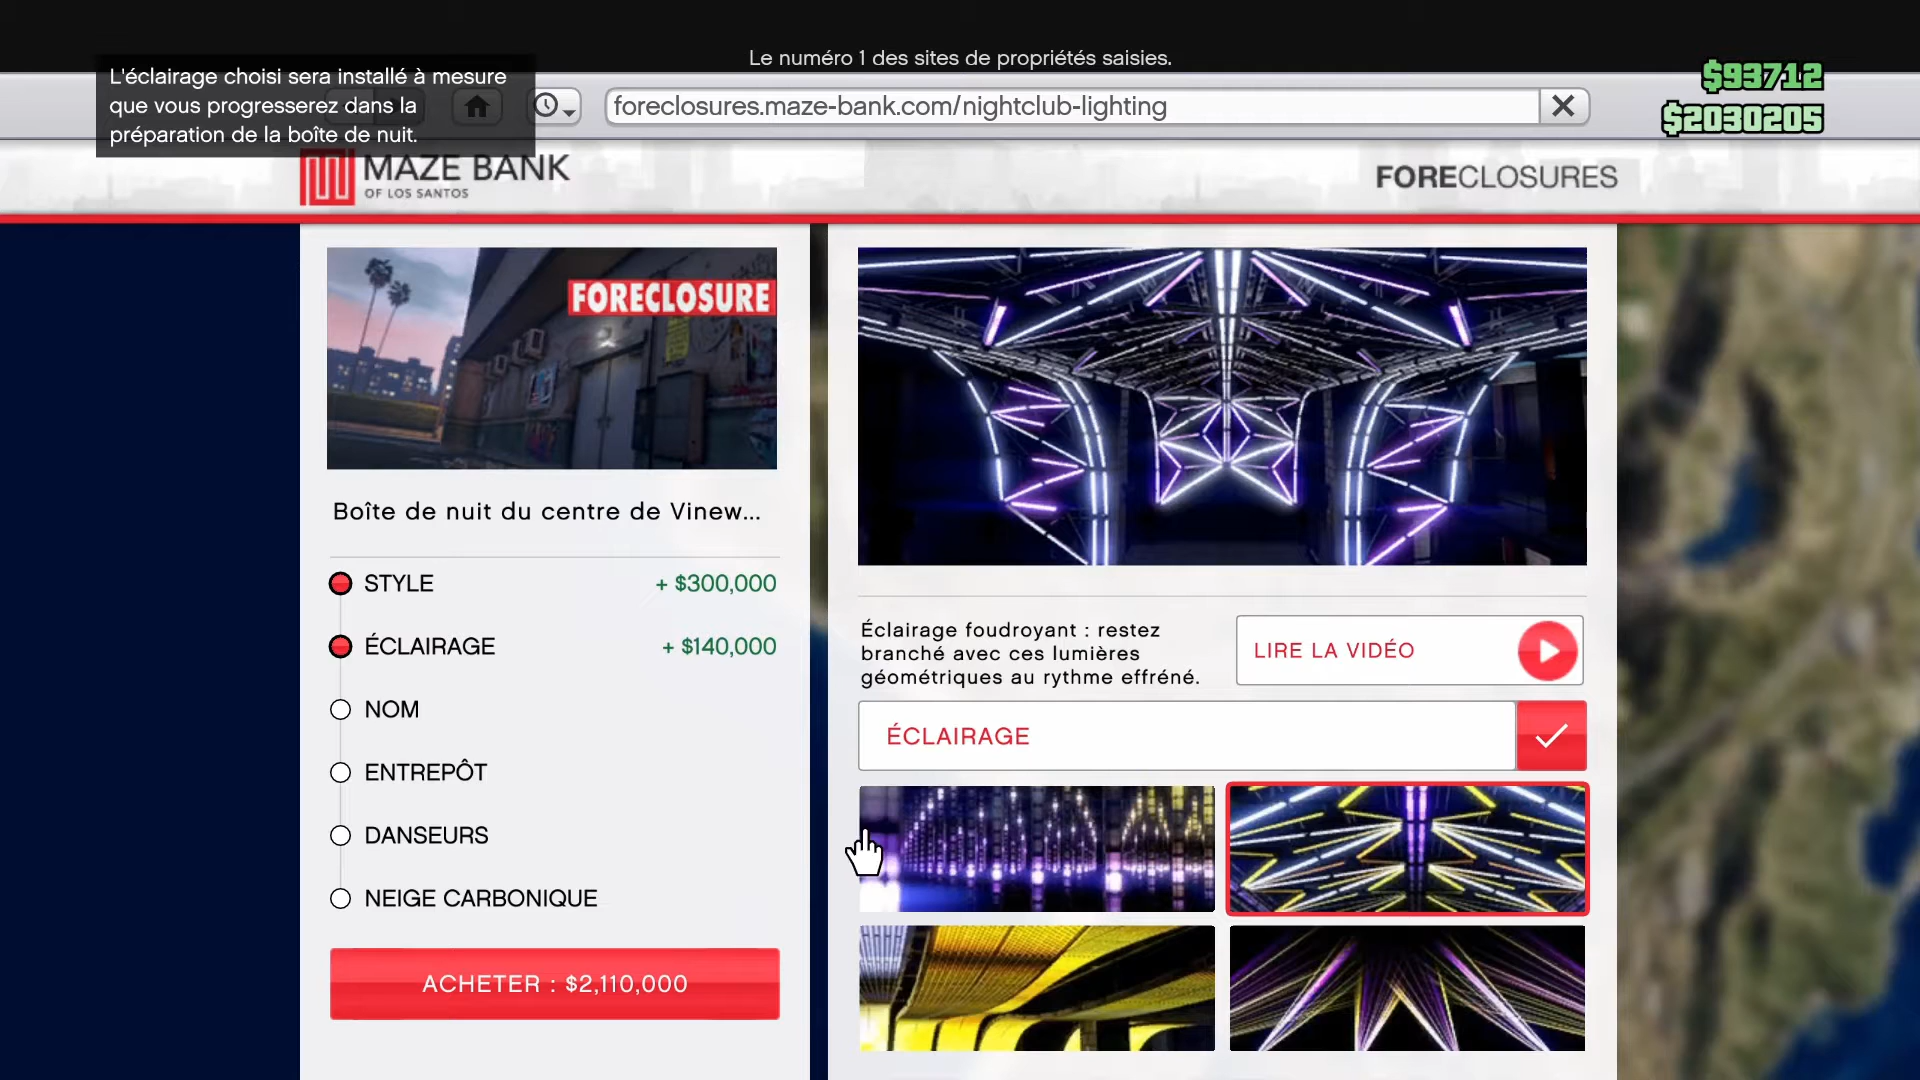 Le numéro 1 des sites de propriétés saisies.
L'éclairage choisi sera installé à mesure
que vous progresserez dans la
préparation de la boîte de nuit.
foreclosures.maze-bank.com/nightclub-lighting
$93712
$2030205
MAZE BANK
OF LOS SANTOS
FORECLOSURES
FORECLOSURE
Boîte de nuit du centre de Vinew...
STYLE + $300,000
ÉCLAIRAGE + $140,000
NOM
ENTREPÔT
DANSEURS
NEIGE CARBONIQUE
ACHETER : $2,110,000
Éclairage foudroyant : restez
branché avec ces lumières
géométriques au rythme effréné.
LIRE LA VIDÉO
ÉCLAIRAGE